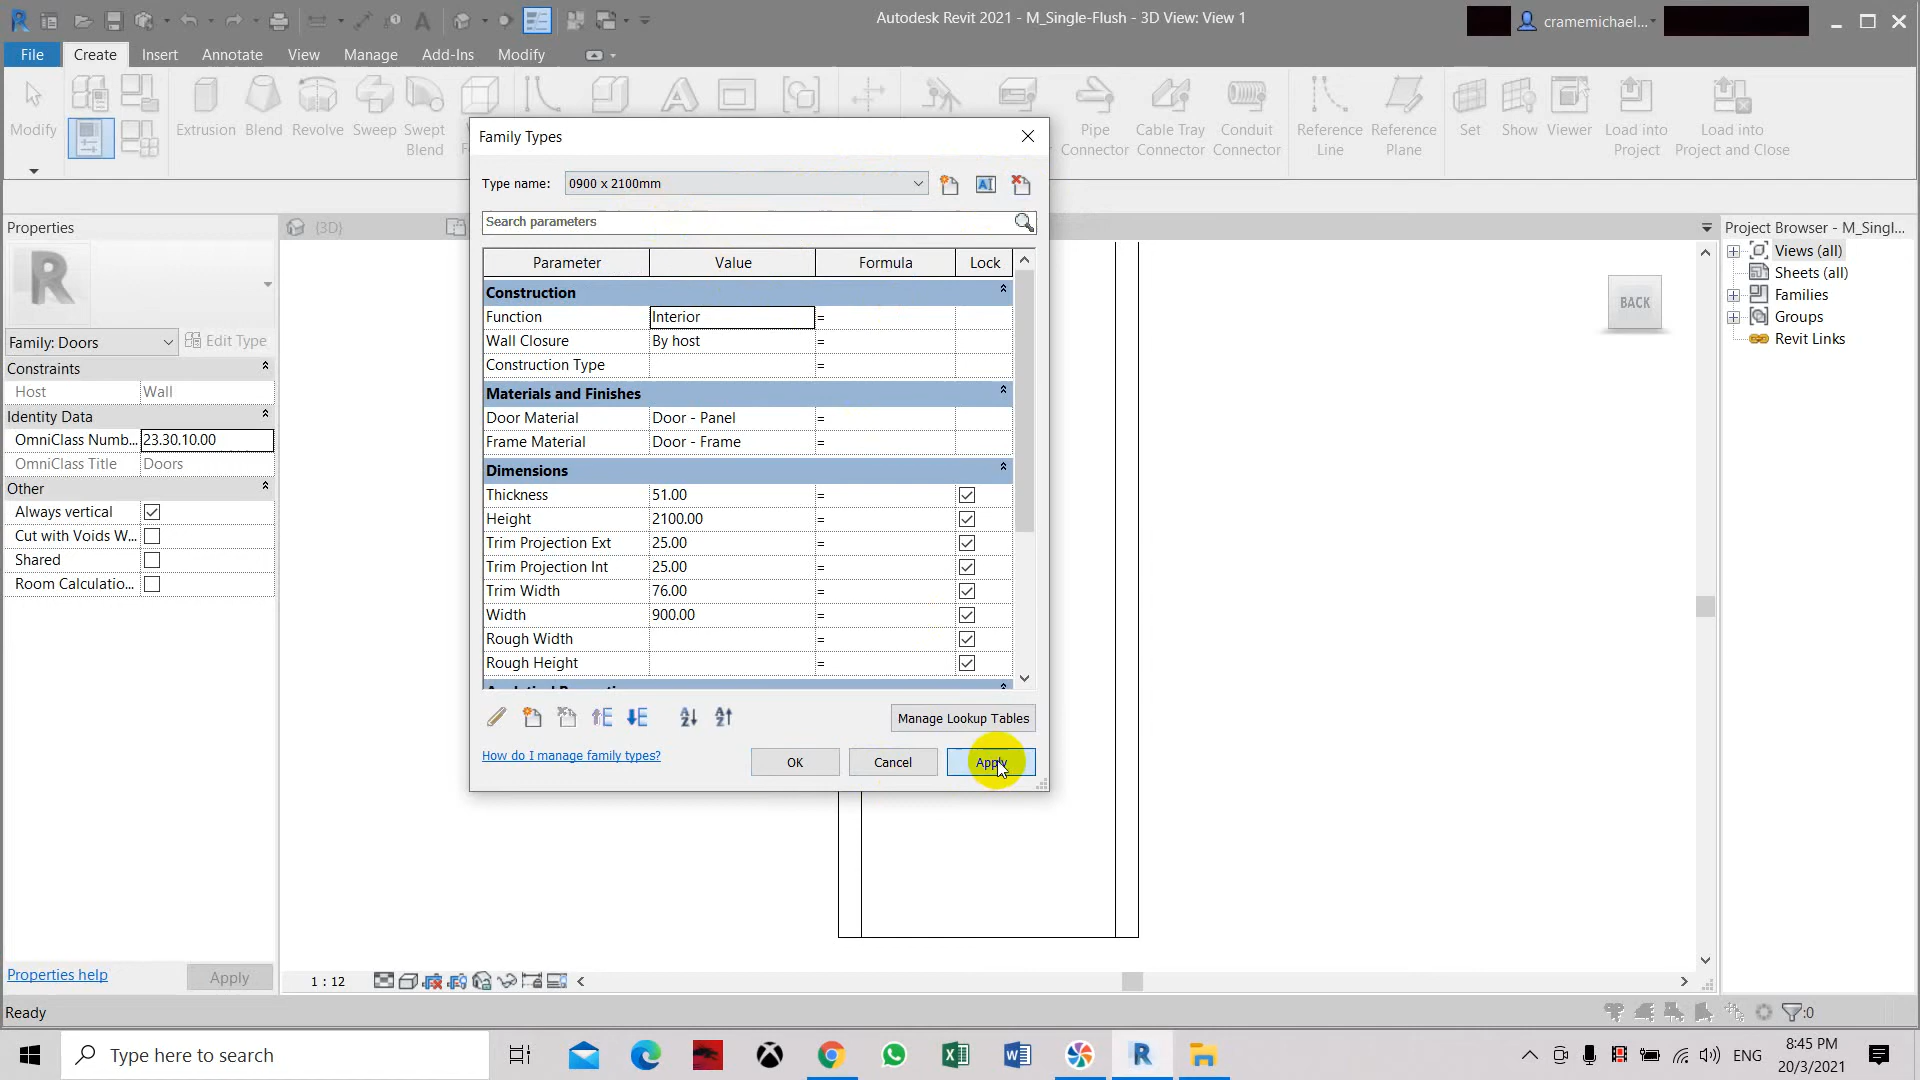 Autodesk Revit 2021 - M_Single-Flush - 3D View: View 1
cramemichael...
File Create Insert Annotate View Manage Add-Ins Modify
Modify Extrusion Blend Revolve Sweep Swept Blend Pipe Connector Cable Tray Connector Conduit Connector Reference Line Reference Plane Set Show Viewer Load into Project Load into Project and Close
Family Types
Type name: 0900 x 2100mm
Search parameters
Parameter Value Formula Lock
Construction
Function Interior =
Wall Closure By host =
Construction Type =
Materials and Finishes
Door Material Door - Panel =
Frame Material Door - Frame =
Dimensions
Thickness 51.00 =
Height 2100.00 =
Trim Projection Ext 25.00 =
Trim Projection Int 25.00 =
Trim Width 76.00 =
Width 900.00 =
Rough Width =
Rough Height =
Manage Lookup Tables
How do I manage family types?
OK Cancel Apply
Properties
Family: Doors Edit Type
Constraints
Host Wall
Identity Data
OmniClass Numb... 23.30.10.00
OmniClass Title Doors
Other
Always vertical
Cut with Voids W...
Shared
Room Calculatio...
Properties help Apply
{3D}
BACK
Project Browser - M_Singl...
Views (all)
Sheets (all)
Families
Groups
Revit Links
1 : 12
Ready
:0
Type here to search
ENG
8:45 PM
20/3/2021